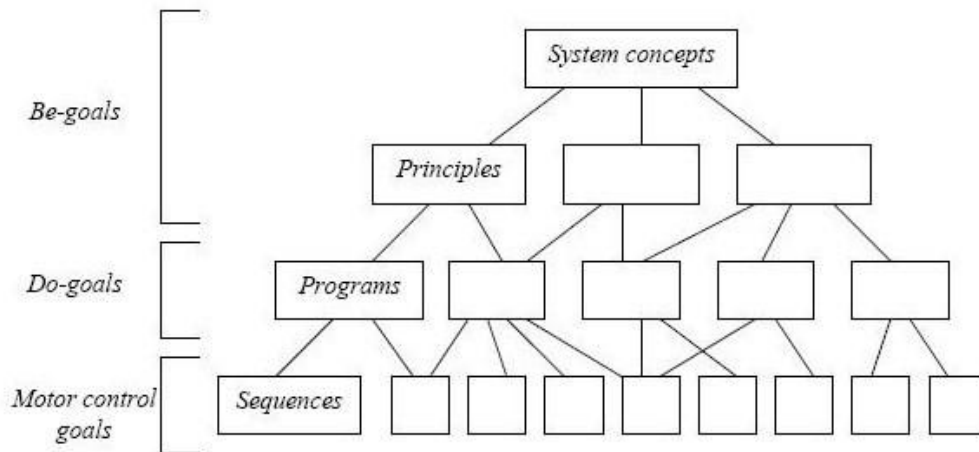 System concepts
Be-goals
Principles
Do-goals
Programs
Motor control
goals
Sequences